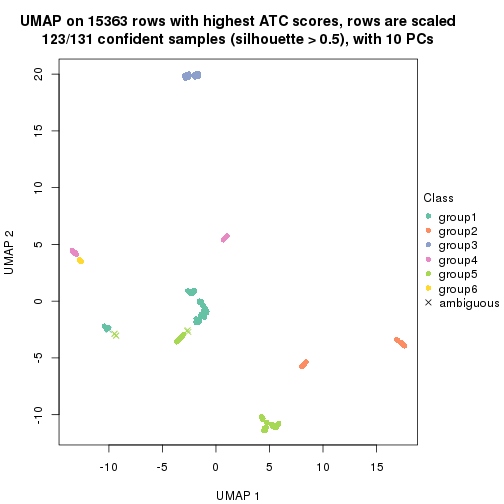 UMAP on 15363 rows with highest ATC scores, rows are scaled
123/131 confident samples (silhouette > 0.5), with 10 PCs
20
15
10
5
0
-5
-10
UMAP 2
-10
-5
0
5
10
15
UMAP 1
Class
group1
group2
group3
group4
group5
group6
ambiguous